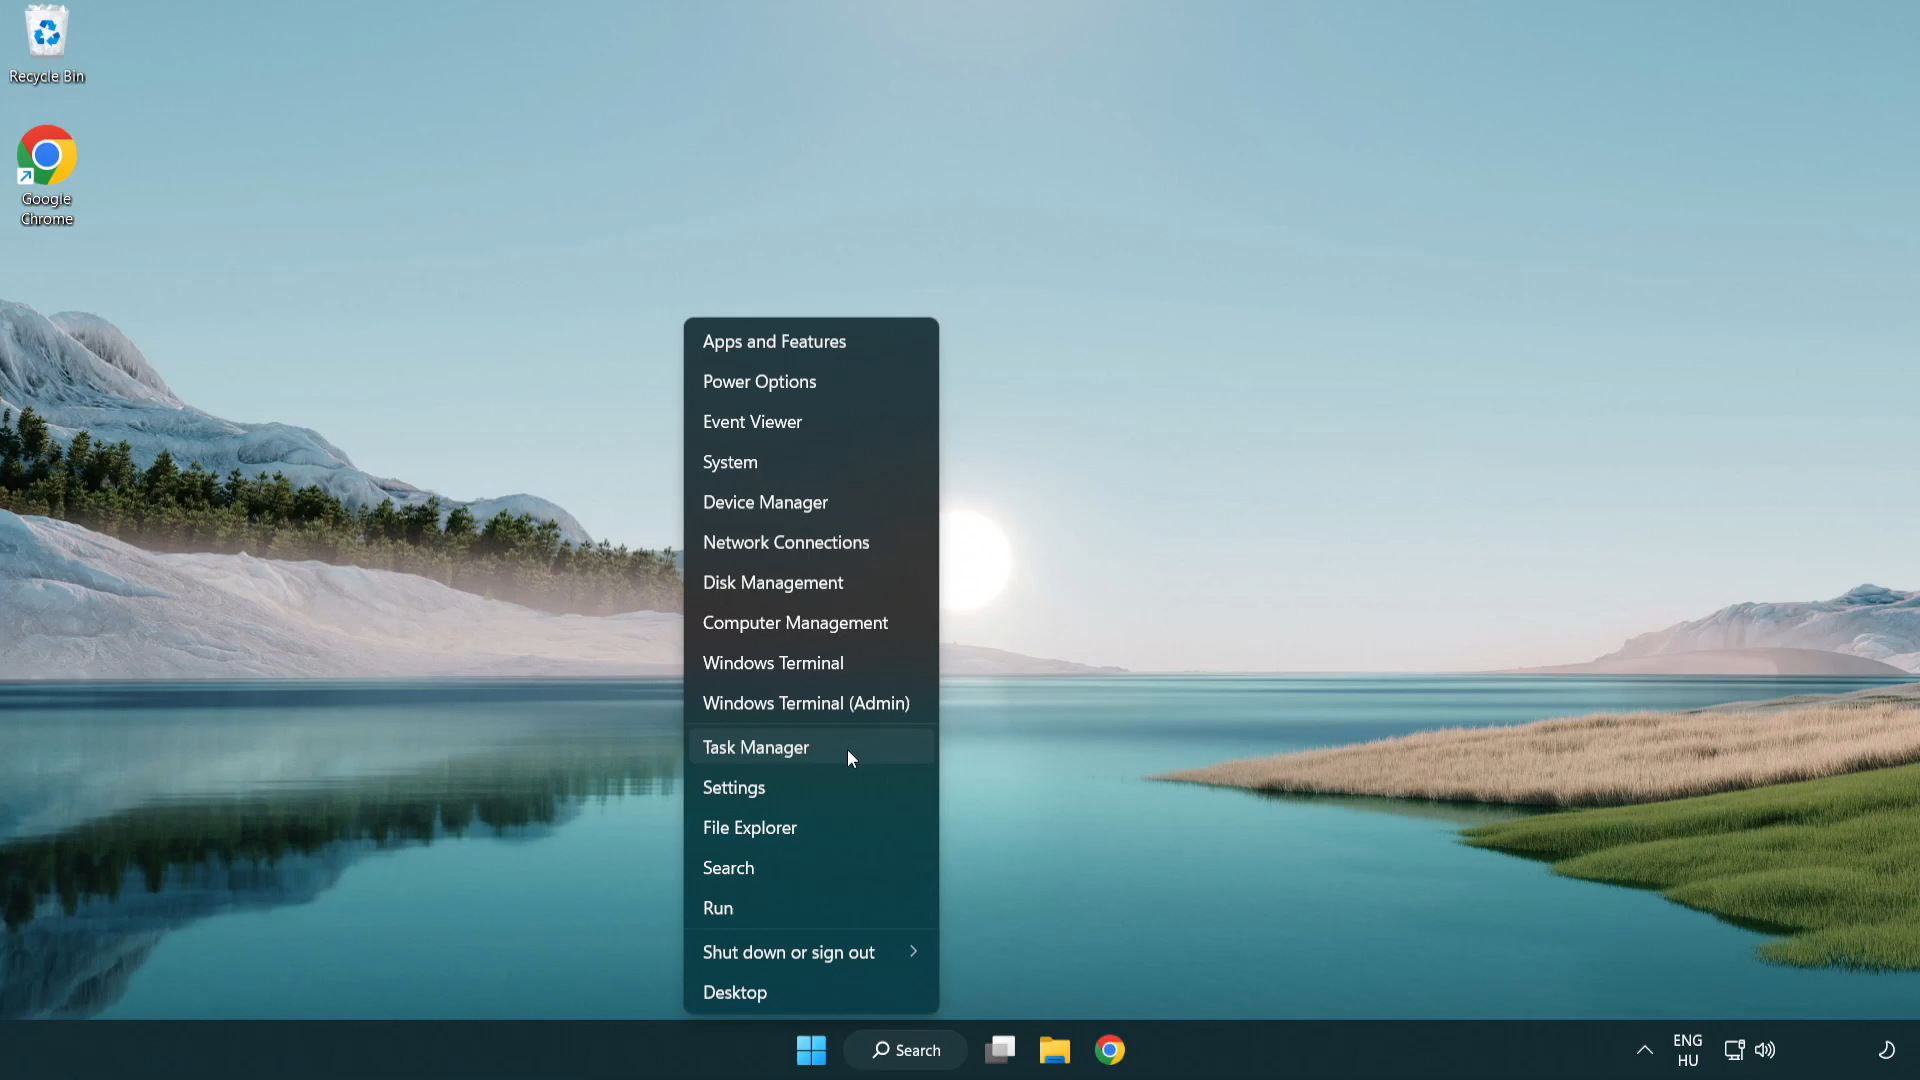 Recycle Bin
Google
Chrome
Apps and Features
Power Options
Event Viewer
System
Device Manager
Network Connections
Disk Management
Computer Management
Windows Terminal
Windows Terminal (Admin)
Task Manager
Settings
File Explorer
Search
Run
Shut down or sign out
Desktop
Search
ENG
HU